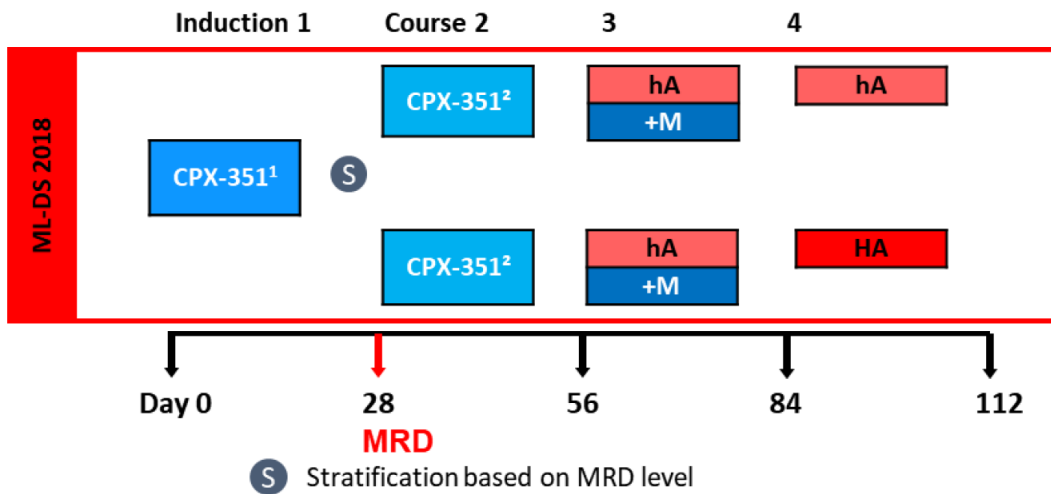 Induction 1 Course 2 3 4
ML-DS 2018
CPX-351² hA hA
+M
CPX-351¹ S
CPX-351² hA HA
+M
Day 0 28 56 84 112
MRD
S Stratification based on MRD level